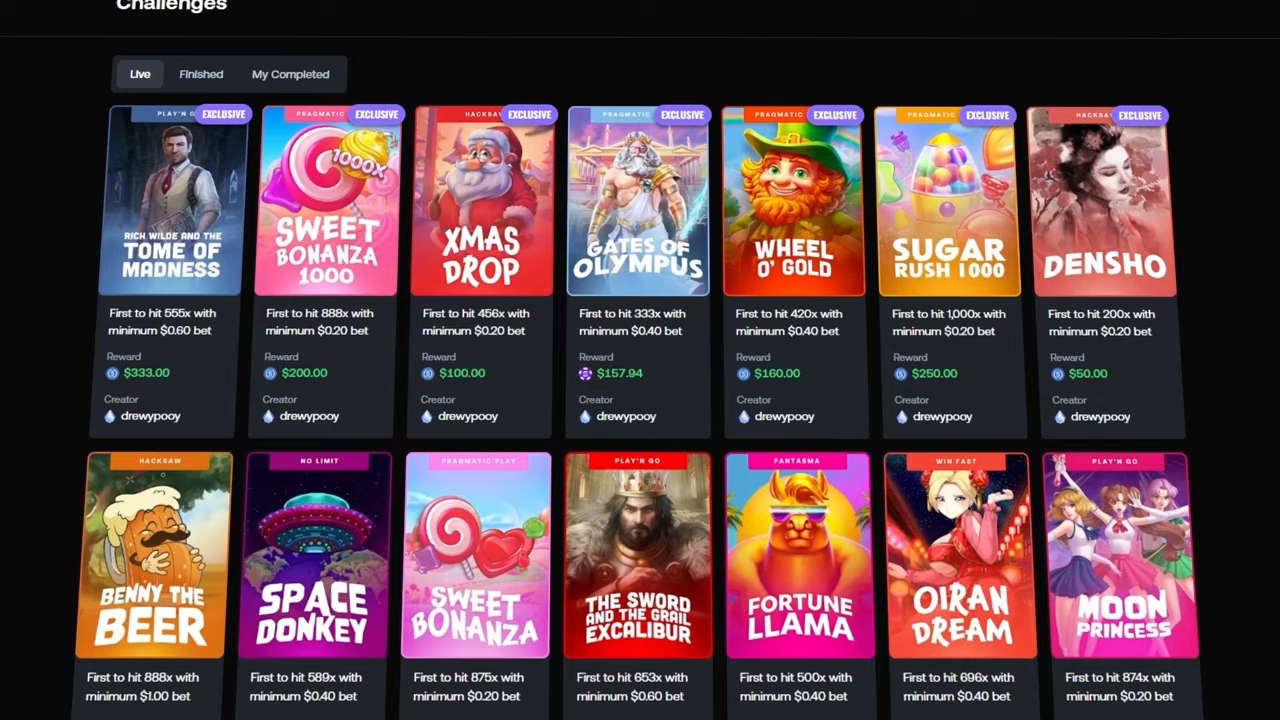 Challenges
Live Finished My Completed
PLAY'N G EXCLUSIVE
RICH WILDE AND THE
TOME OF
MADNESS
First to hit 555x with
minimum $0.60 bet
Reward
$333.00
Creator
drewypooy
PRAGMATIC EXCLUSIVE
1000X
SWEET
BONANZA
1000
First to hit 888x with
minimum $0.20 bet
Reward
$200.00
Creator
drewypooy
HACKSAW EXCLUSIVE
XMAS
DROP
First to hit 456x with
minimum $0.20 bet
Reward
$100.00
Creator
drewypooy
PRAGMATIC EXCLUSIVE
GATES OF
OLYMPUS
First to hit 333x with
minimum $0.40 bet
Reward
$157.94
Creator
drewypooy
PRAGMATIC EXCLUSIVE
WHEEL
O' GOLD
First to hit 420x with
minimum $0.40 bet
Reward
$160.00
Creator
drewypooy
PRAGMATIC EXCLUSIVE
SUGAR
RUSH 1000
First to hit 1,000x with
minimum $0.20 bet
Reward
$250.00
Creator
drewypooy
HACKSAW EXCLUSIVE
DENSHO
First to hit 200x with
minimum $0.20 bet
Reward
$50.00
Creator
drewypooy
HACKSAW
BENNY THE
BEER
First to hit 888x with
minimum $1.00 bet
NO LIMIT
SPACE
DONKEY
First to hit 589x with
minimum $0.40 bet
PRAGMATIC PLAY
SWEET
BONANZA
First to hit 875x with
minimum $0.20 bet
PLAY'N GO
THE SWORD
AND THE GRAIL
EXCALIBUR
First to hit 653x with
minimum $0.60 bet
FANTASMA
FORTUNE
LLAMA
First to hit 500x with
minimum $0.40 bet
WIN FAST
OIRAN
DREAM
First to hit 696x with
minimum $0.40 bet
PLAY'N GO
MOON
PRINCESS
First to hit 874x with
minimum $0.20 bet